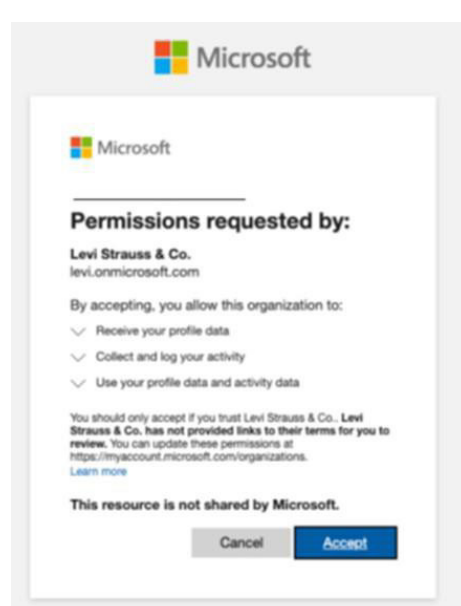 Microsoft
Microsoft
Permissions requested by:
Levi Strauss & Co.
levi.onmicrosoft.com
By accepting, you allow this organization to:
Receive your profile data
Collect and log your activity
Use your profile data and activity data
You should only accept if you trust Levi Strauss & Co.. Levi
Strauss & Co. has not provided links to their terms for you to
review. You can update these permissions at
https://myaccount.microsoft.com/organizations.
Learn more
This resource is not shared by Microsoft.
Cancel
Accept